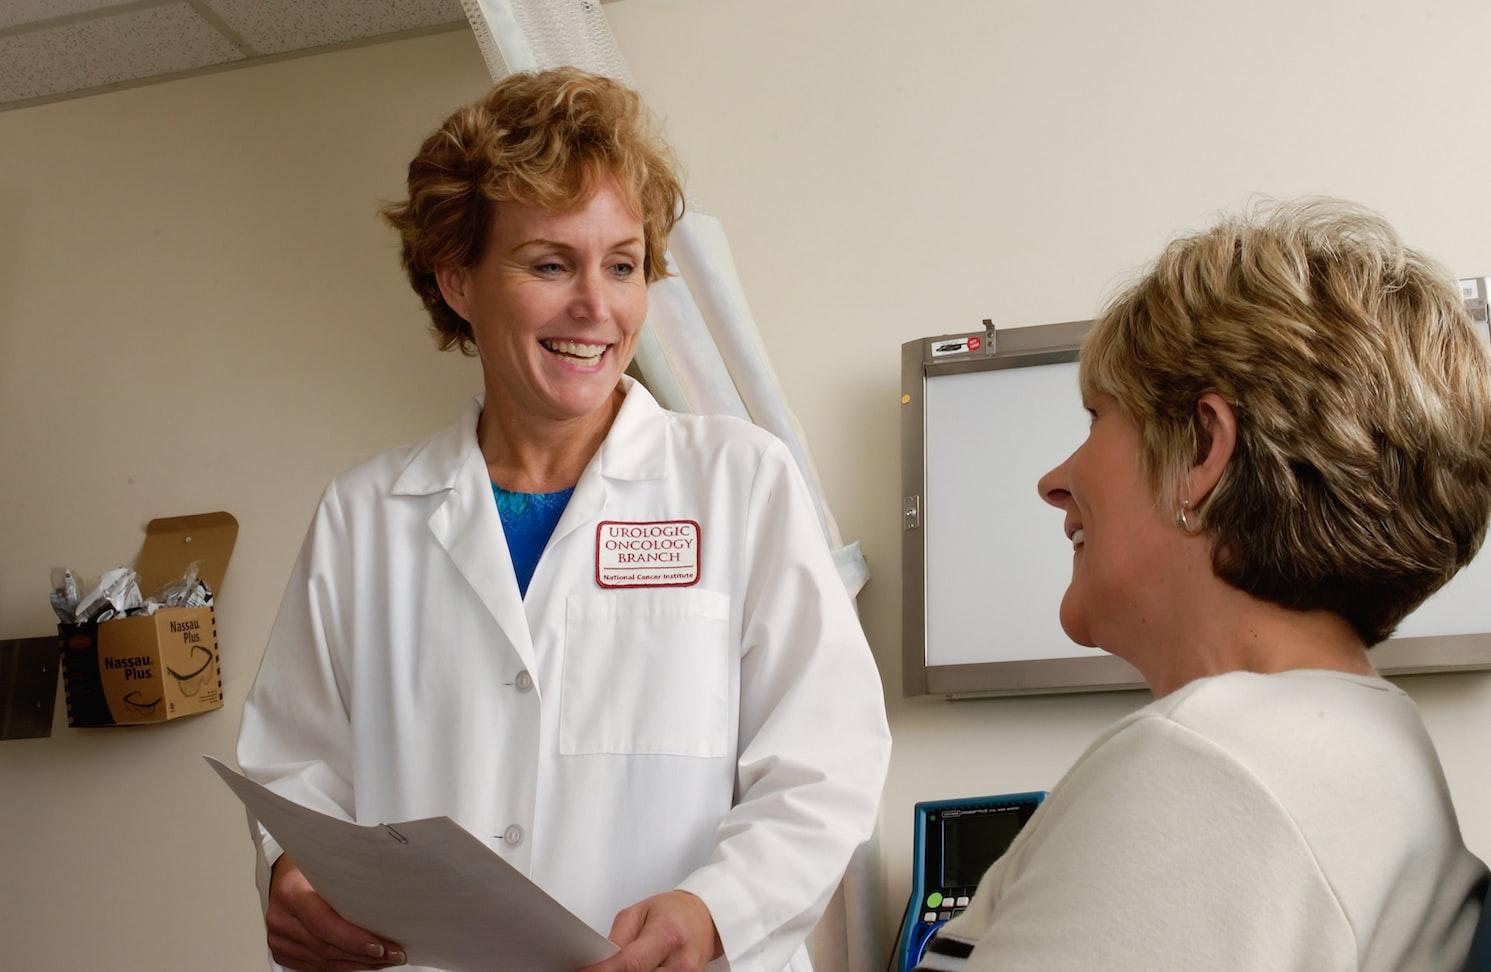 UROLOGIC
ONCOLOGY
BRANCH
National Cancer Institute
Nassau
Plus
Nassau
Plus